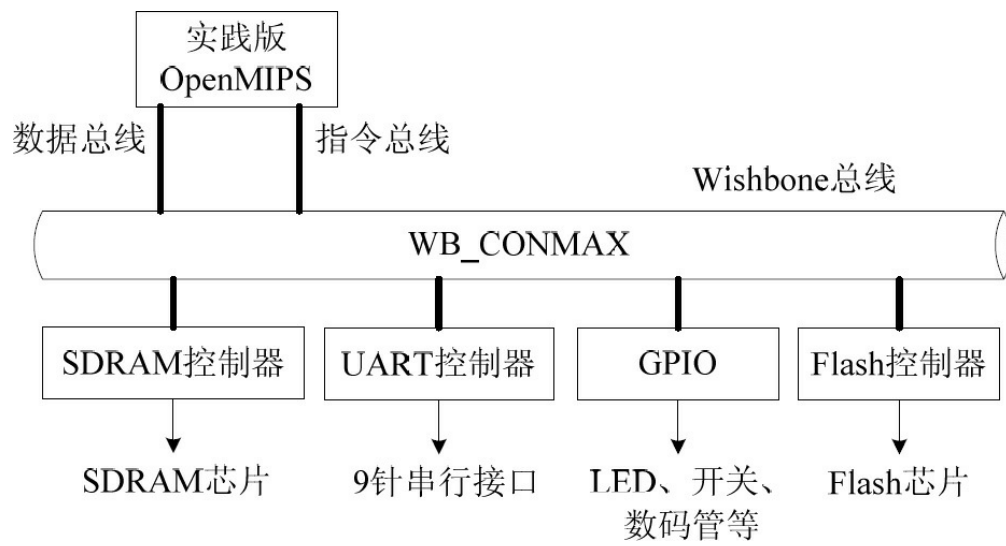 实践版
OpenMIPS
数据总线
指令总线
Wishbone总线
WB_CONMAX
SDRAM控制器
UART控制器
GPIO
Flash控制器
SDRAM芯片
9针串行接口
LED、开关、
数码管等
Flash芯片